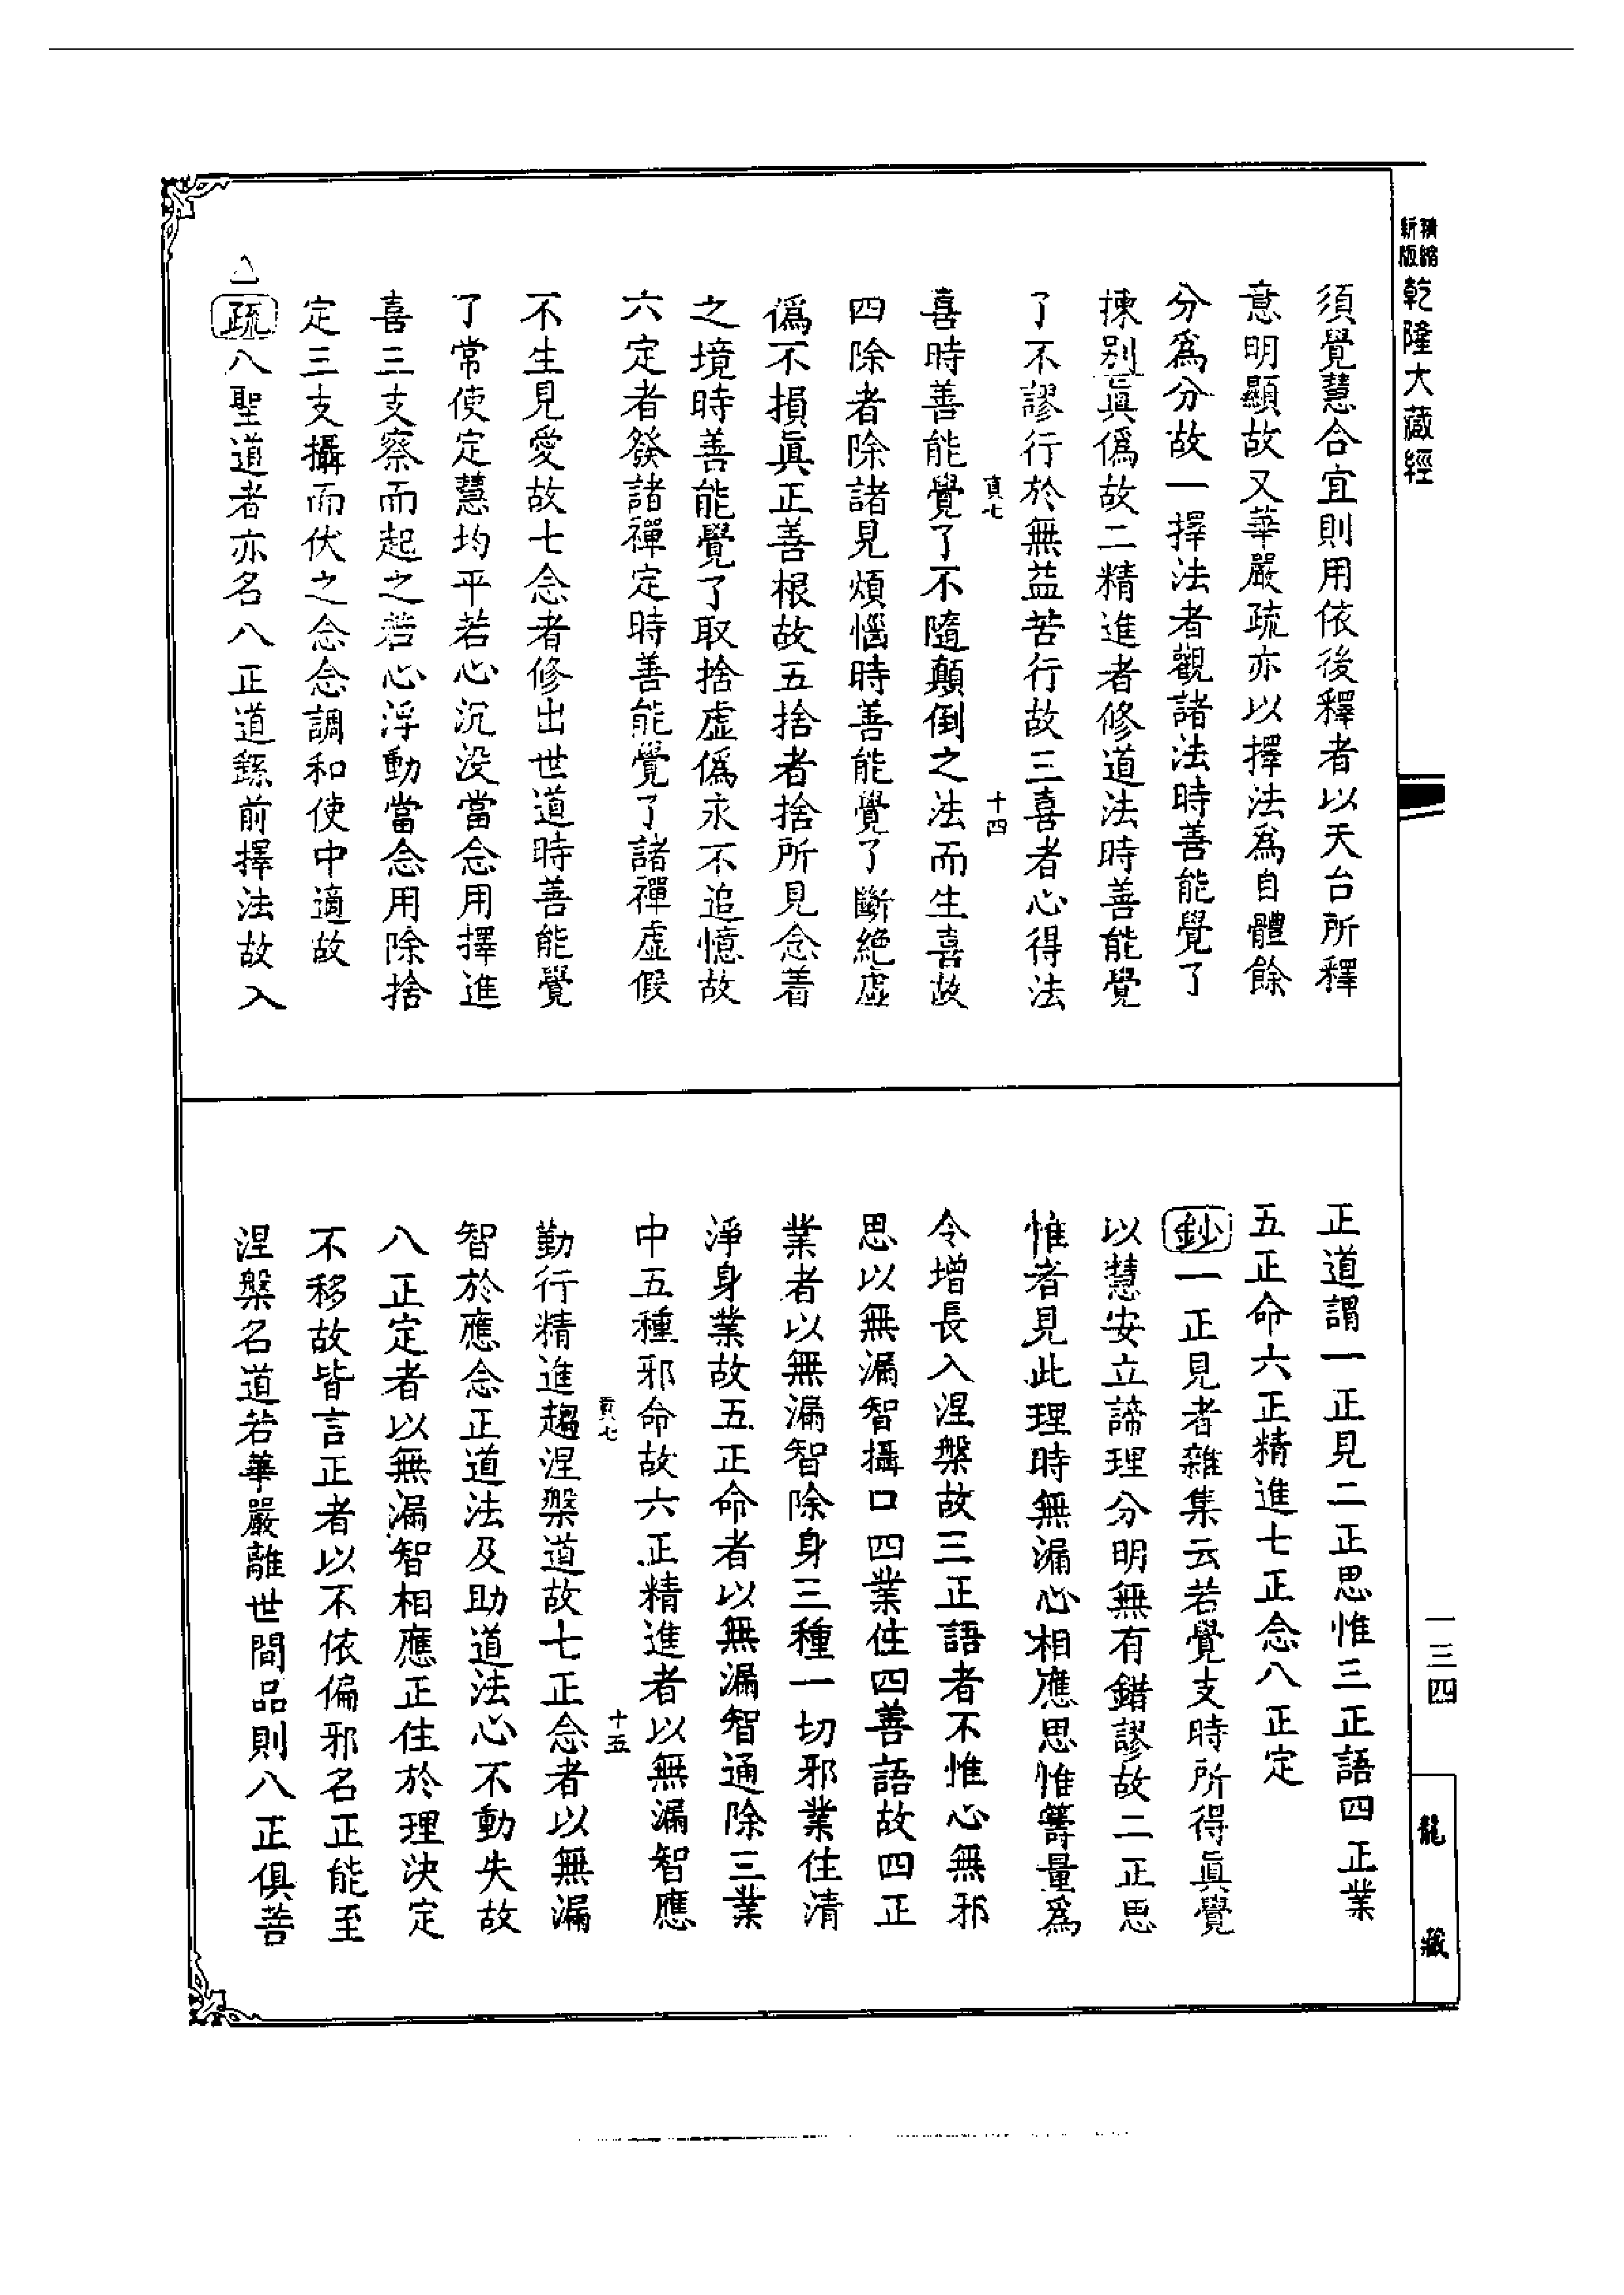 精縮新版
乾隆大藏經
須覺慧合宜則用依後釋者以天台所釋
意明顯故又華嚴疏亦以擇法為自體餘
分為分故一擇法者觀諸法時善能覺了
揀別眞偽故二精進者修道法時善能覺
了不謬行於無益苦行故三喜者心得法
十四
喜時善能覺了不隨顛倒之法而生喜故
四除者除諸見煩惱時善能覺了斷絕虛
偽不損眞正善根故五捨者捨所見念着
之境時善能覺了取捨虛偽永不追憶故
六定者發諸禪定時善能覺了諸禪虛假
不生見愛故七念者修出世道時善能覺
了常使定慧均平若心沉没當念用擇進
喜三支察而起之若心浮動當念用除捨
定三支攝而伏之念念調和使中適故
△疏八聖道者亦名八正道繇前擇法故入
正道謂一正見二正思惟三正語四正業
五正命六正精進七正念八正定
鈔一正見者雜集云若覺支時所得眞覺
以慧安立諦理分明無有錯謬故二正思
惟者見此理時無漏心相應思惟籌量為
令增長入涅槃故三正語者不惟心無邪
思以無漏智攝口四業住四善語故四正
業者以無漏智除身三種一切邪業住清
淨身業故五正命者以無漏智通除三業
中五種邪命故六正精進者以無漏智應
十五
勤行精進趨涅槃道故七正念者以無漏
智於應念正道法及助道法心不動失故
八正定者以無漏智相應正住於理決定
不移故皆言正者以不依偏邪名正能至
涅槃名道若華嚴離世間品則八正俱菩
一三四
龍藏